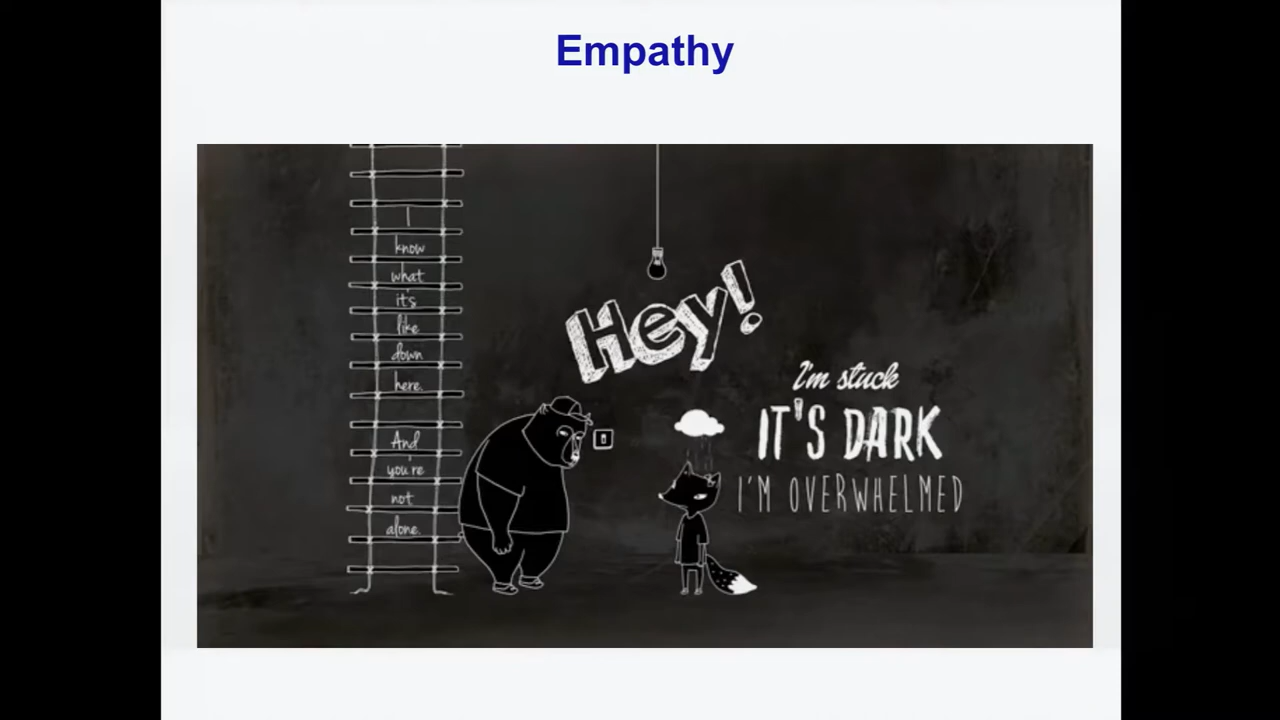 Empathy
I
know
what
it's
like
down
here.
And
you're
not
alone.
Hey!
I'm stuck
IT'S DARK
I'M OVERWHELMED